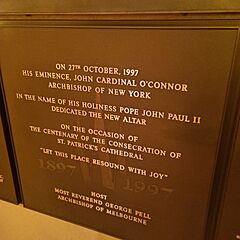 ON 27TH OCTOBER, 1997
HIS EMINENCE, JOHN CARDINAL O'CONNOR
ARCHBISHOP OF NEW YORK
IN THE NAME OF HIS HOLINESS POPE JOHN PAUL II
DEDICATED THE NEW ALTAR
ON THE OCCASION OF
THE CENTENARY OF THE CONSECRATION OF
ST. PATRICK'S CATHEDRAL
"LET THIS PLACE RESOUND WITH JOY"
1897 1997
HOST
MOST REVEREND GEORGE PELL
ARCHBISHOP OF MELBOURNE